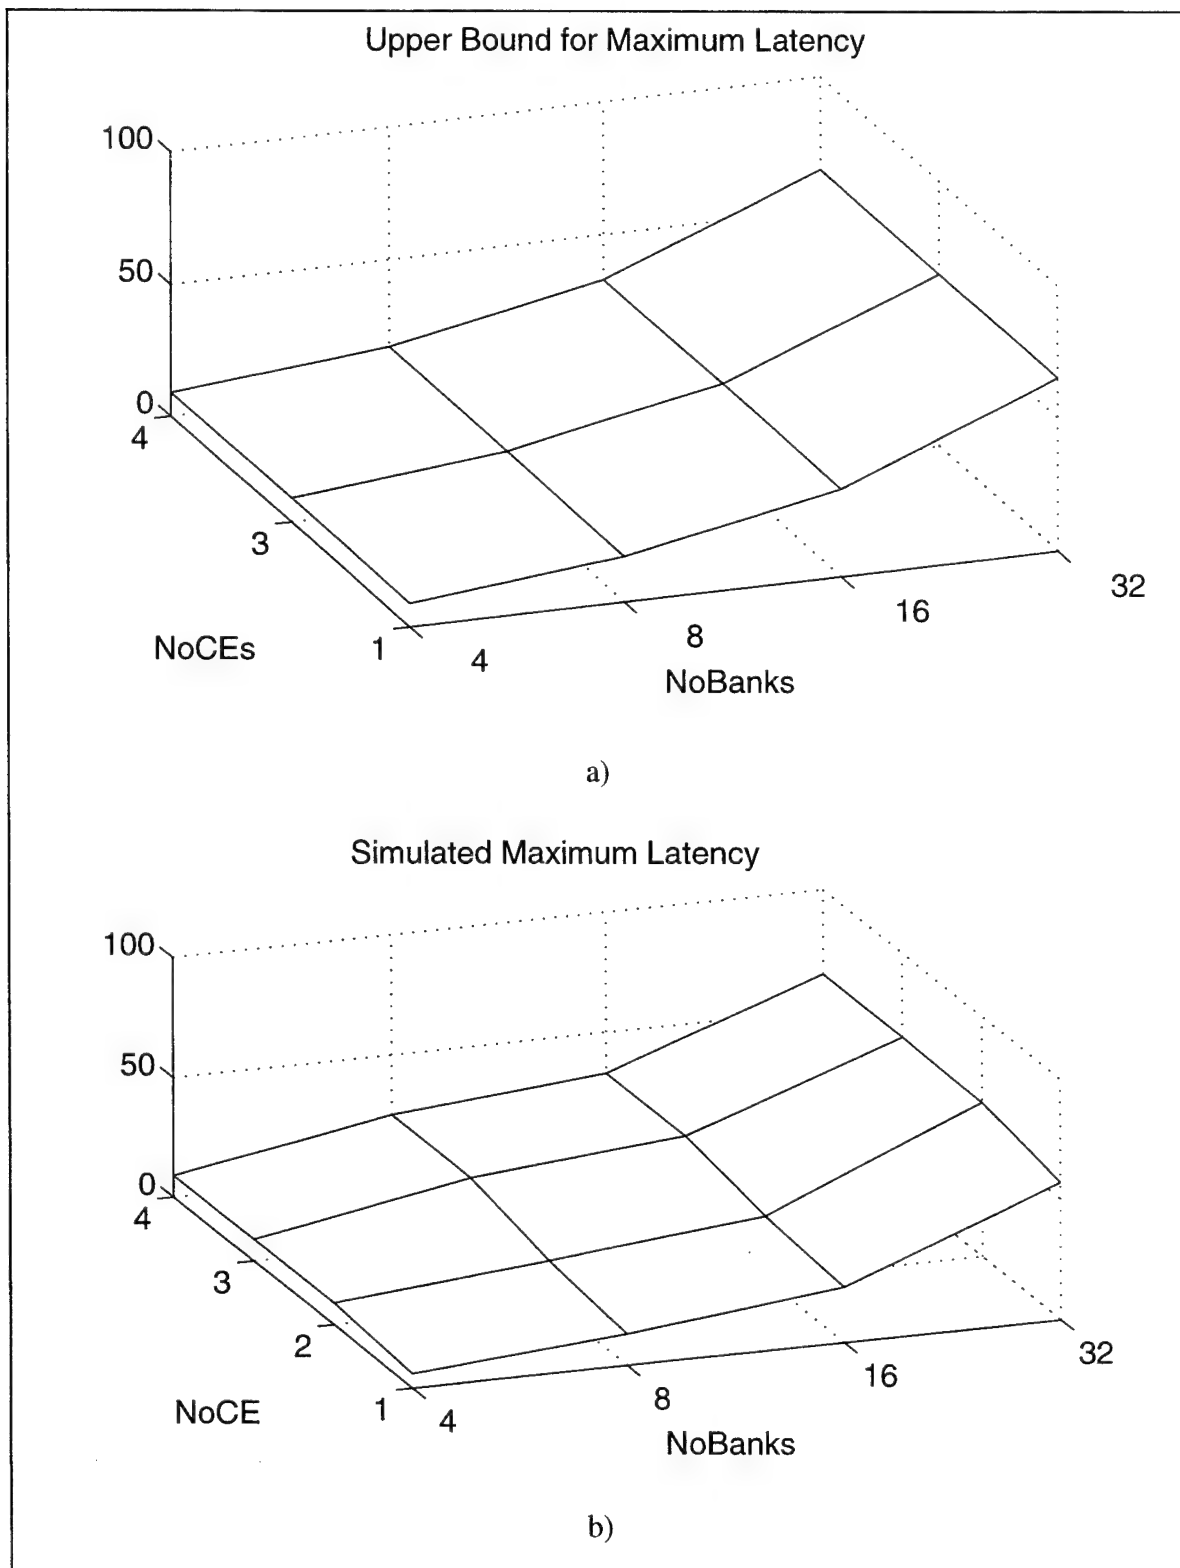 Upper Bound for Maximum Latency
100
50
0
4
3
1
4
8
16
32
NoCEs
NoBanks
a)
Simulated Maximum Latency
100
50
0
4
3
2
1
4
8
16
32
NoCE
NoBanks
b)